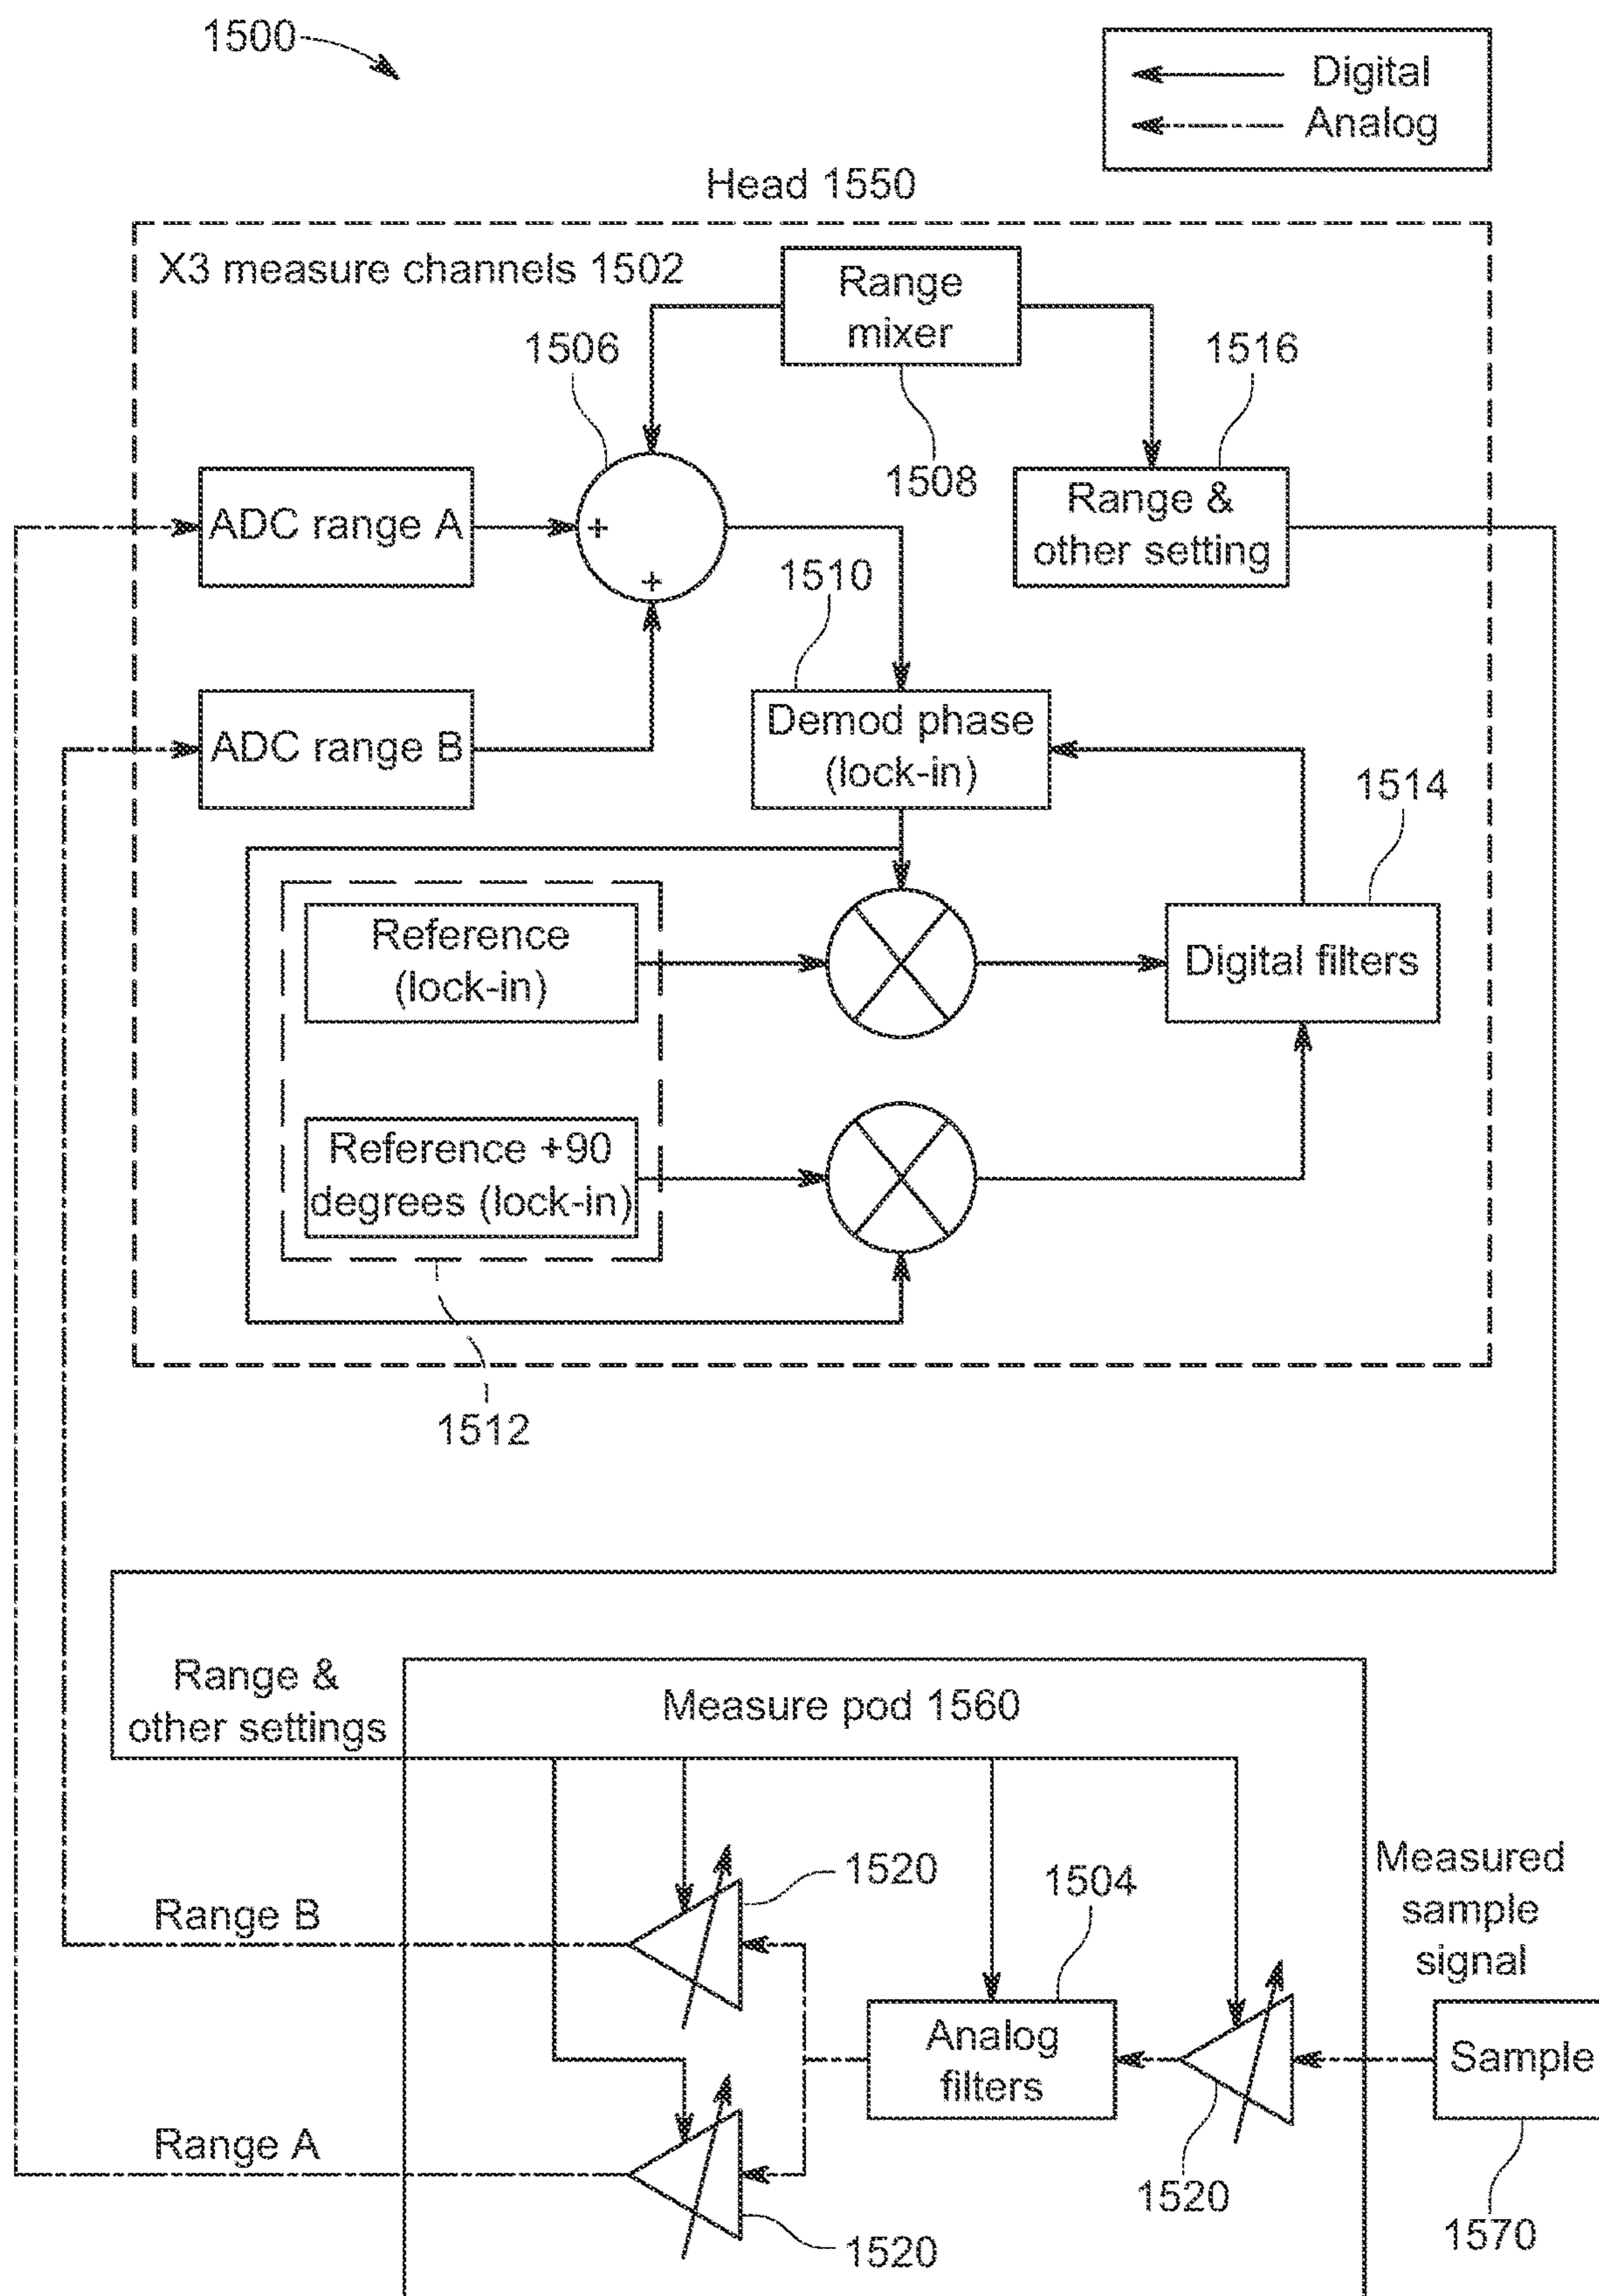 1500
Digital
Analog
Head 1550
X3 measure channels 1502
Range
mixer
1506
1516
1508
ADC range A
+
+
Range &
other setting
1510
ADC range B
Demod phase
(lock-in)
1514
Reference
(lock-in)
Digital filters
Reference +90
degrees (lock-in)
1512
Range &
other settings
Measure pod 1560
1520
1504
Measured
sample
signal
Range B
Analog
filters
Sample
Range A
1520
1520
1570